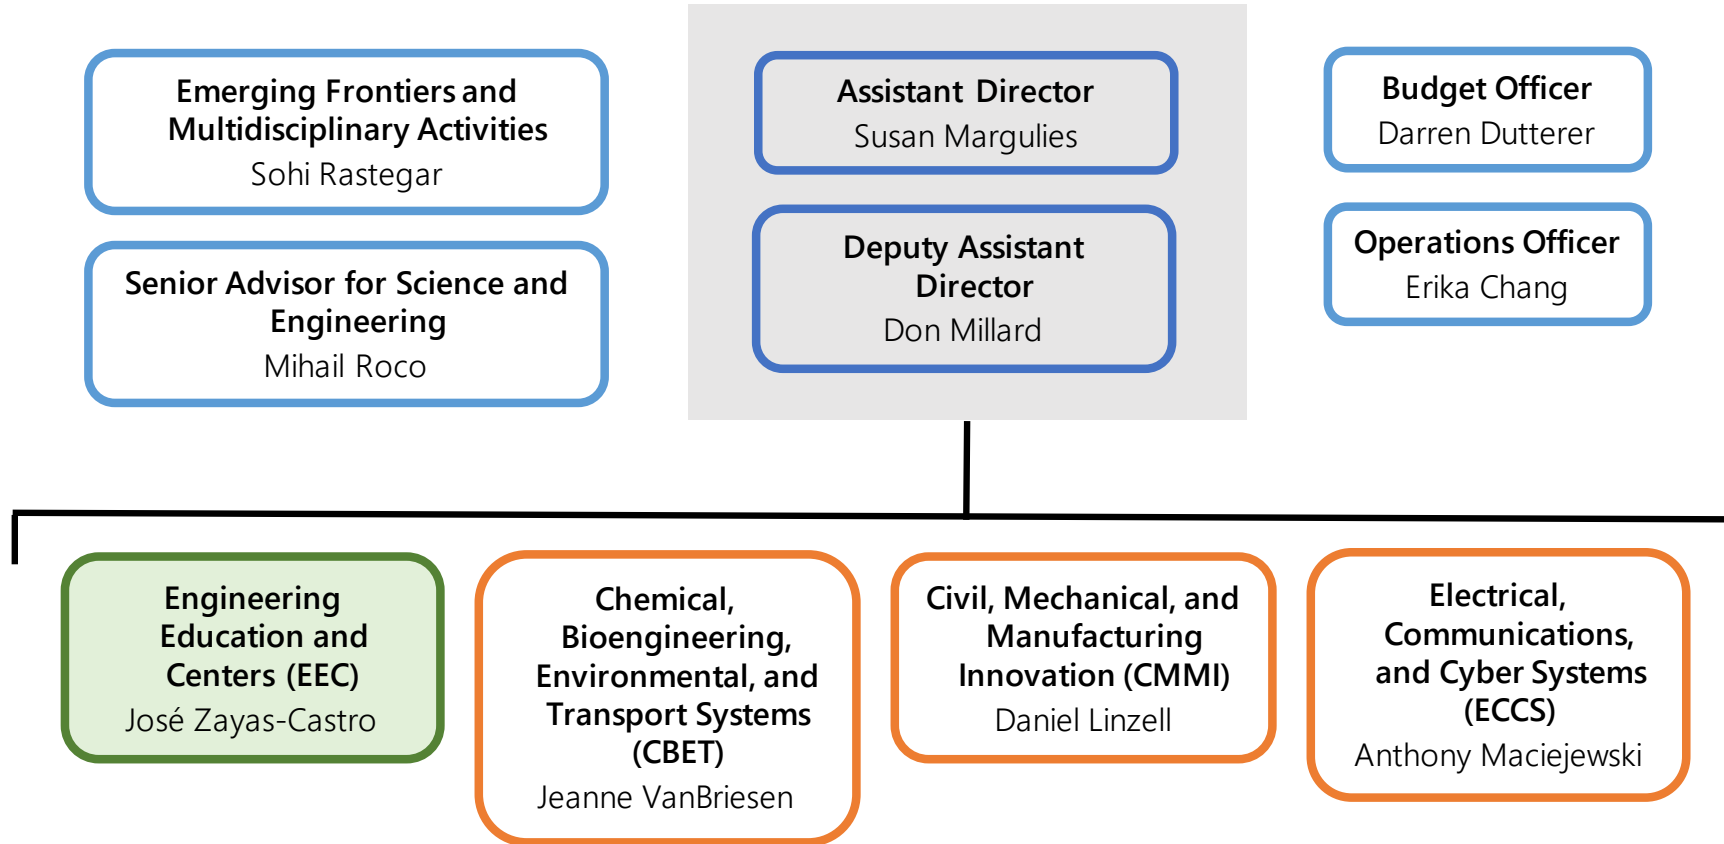 Emerging Frontiers and
Multidisciplinary Activities
Sohi Rastegar
Senior Advisor for Science and
Engineering
Mihail Roco
Assistant Director
Susan Margulies
Deputy Assistant
Director
Don Millard
Budget Officer
Darren Dutterer
Operations Officer
Erika Chang
Engineering
Education and
Centers (EEC)
José Zayas-Castro
Chemical,
Bioengineering,
Environmental, and
Transport Systems
(CBET)
Jeanne VanBriesen
Civil, Mechanical, and
Manufacturing
Innovation (CMMI)
Daniel Linzell
Electrical,
Communications,
and Cyber Systems
(ECCS)
Anthony Maciejewski